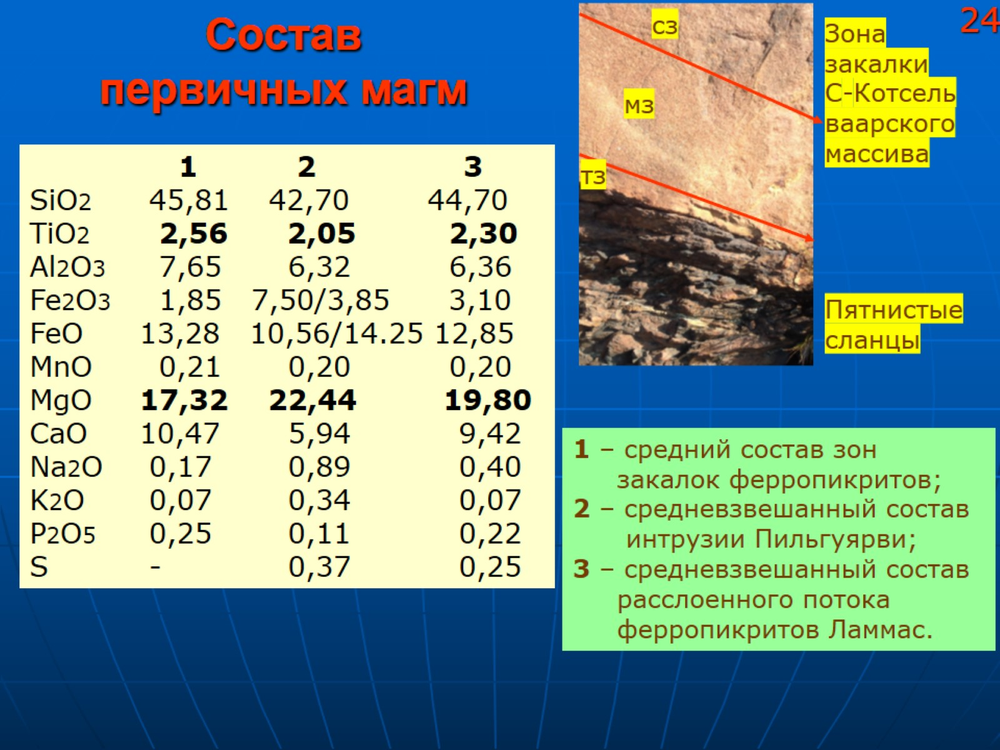 Состав
первичных магм
24
1 2 3
SiO2 45,81 42,70 44,70
TiO2 2,56 2,05 2,30
Al2O3 7,65 6,32 6,36
Fe2O3 1,85 7,50/3,85 3,10
FeO 13,28 10,56/14.25 12,85
MnO 0,21 0,20 0,20
MgO 17,32 22,44 19,80
CaO 10,47 5,94 9,42
Na2O 0,17 0,89 0,40
K2O 0,07 0,34 0,07
P2O5 0,25 0,11 0,22
S - 0,37 0,25
сз
мз
тз
Зона
закалки
С-Котсель
ваарского
массива
Пятнистые
сланцы
1 – средний состав зон
закалок ферропикритов;
2 – средневзвешанный состав
интрузии Пильгуярви;
3 – средневзвешанный состав
расслоенного потока
ферропикритов Ламмас.